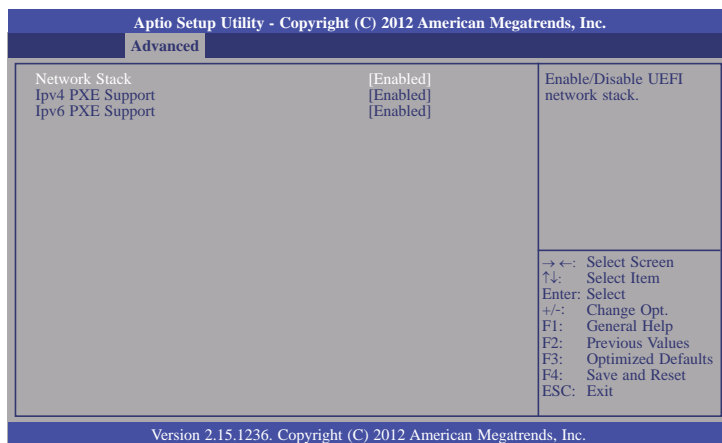 Aptio Setup Utility - Copyright (C) 2012 American Megatrends, Inc.
Advanced
Network Stack [Enabled]
Ipv4 PXE Support [Enabled]
Ipv6 PXE Support [Enabled]
Enable/Disable UEFI
network stack.
→ ←: Select Screen
↑↓: Select Item
Enter: Select
+/-: Change Opt.
F1: General Help
F2: Previous Values
F3: Optimized Defaults
F4: Save and Reset
ESC: Exit
Version 2.15.1236. Copyright (C) 2012 American Megatrends, Inc.